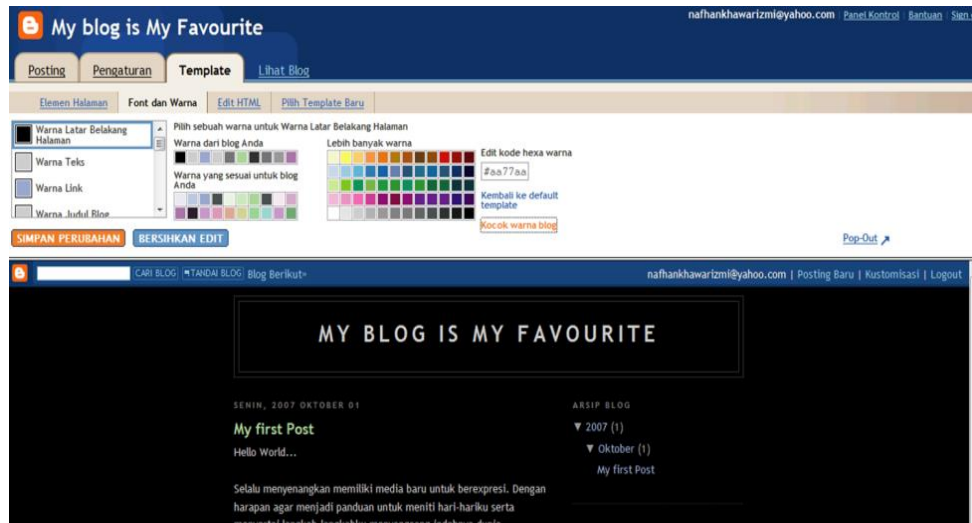 My blog is My Favourite
nafhankhawarizmi@yahoo.com | Panel Kontrol | Bantuan | Sign
Posting Pengaturan Template Lihat Blog
Elemen Halaman Font dan Warna Edit HTML Pilih Template Baru
Warna Latar Belakang
Halaman
Warna Teks
Warna Link
Warna Judul Blog
Pilih sebuah warna untuk Warna Latar Belakang Halaman
Warna dari blog Anda
Warna yang sesuai untuk blog
Anda
Lebih banyak warna
Edit kode hexa warna
#aa77aa
Kembali ke default
template
Kocok warna blog
SIMPAN PERUBAHAN BERSIHKAN EDIT
Pop-Out
CARI BLOG TANDAI BLOG Blog Berikut»
nafhankhawarizmi@yahoo.com | Posting Baru | Kustomisasi | Logout
MY BLOG IS MY FAVOURITE
SENIN, 2007 OKTOBER 01
My first Post
Hello World...
Selalu menyenangkan memiliki media baru untuk berexpresi. Dengan
harapan agar menjadi panduan untuk meniti hari-hariku serta
ARSIP BLOG
▼ 2007 (1)
▼ Oktober (1)
My first Post